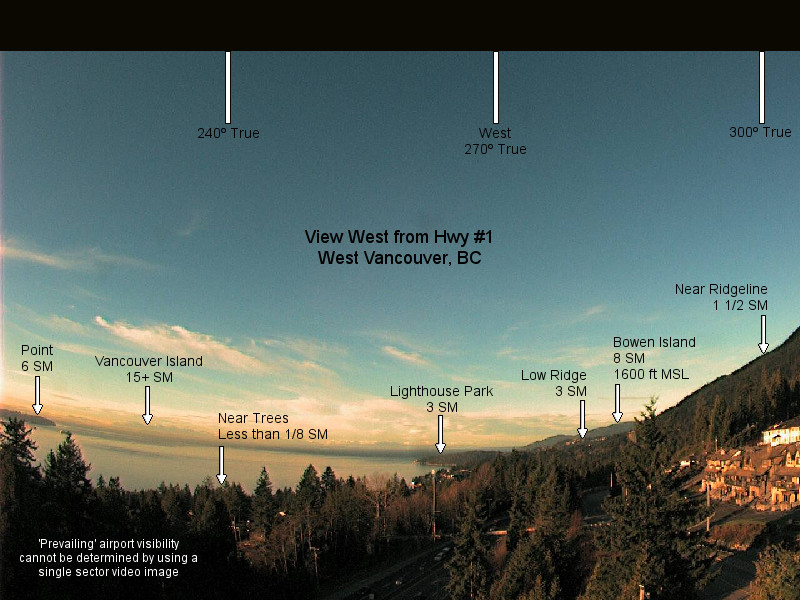 240º True
West
270º True
300º True
View West from Hwy #1
West Vancouver, BC
Near Ridgeline
1 1/2 SM
Point
6 SM
Vancouver Island
15+ SM
Bowen Island
8 SM
1600 ft MSL
Low Ridge
3 SM
Lighthouse Park
3 SM
Near Trees
Less than 1/8 SM
'Prevailing' airport visibility
cannot be determined by using a
single sector video image